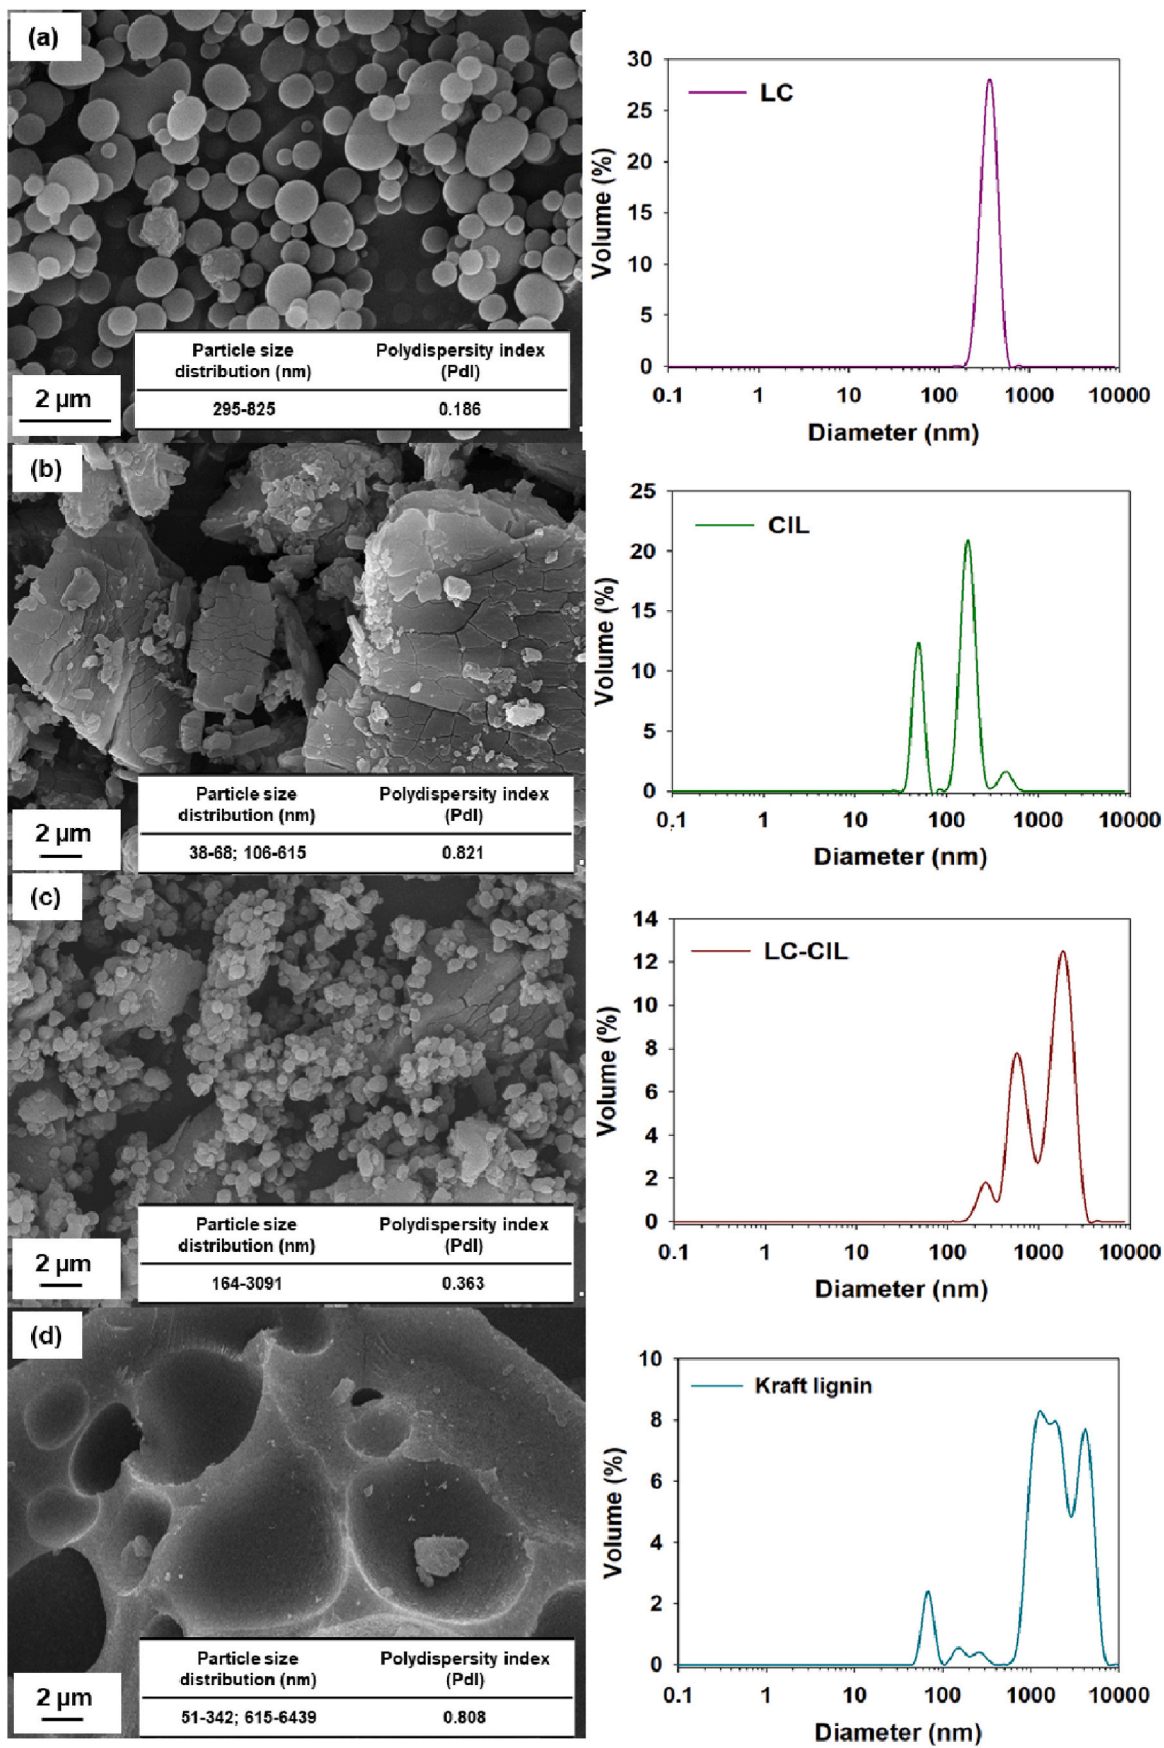 (a)
Particle size Polydispersity index
distribution (nm) (PdI)
295-825 0.186
2 µm
30
25
20
15
10
5
0
Volume (%)
LC
0.1 1 10 100 1000 10000
Diameter (nm)
(b)
Particle size Polydispersity index
distribution (nm) (PdI)
38-68; 106-615 0.821
2 µm
25
20
15
10
5
0
Volume (%)
CIL
0.1 1 10 100 1000 10000
Diameter (nm)
(c)
Particle size Polydispersity index
distribution (nm) (PdI)
164-3091 0.363
2 µm
14
12
10
8
6
4
2
0
Volume (%)
LC-CIL
0.1 1 10 100 1000 10000
Diameter (nm)
(d)
Particle size Polydispersity index
distribution (nm) (PdI)
51-342; 615-6439 0.808
2 µm
10
8
6
4
2
0
Volume (%)
Kraft lignin
0.1 1 10 100 1000 10000
Diameter (nm)